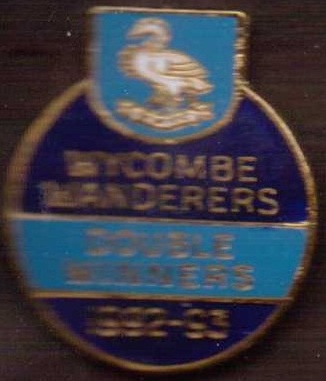 WYCOMBE
WANDERERS
DOUBLE
WINNERS
1992-93